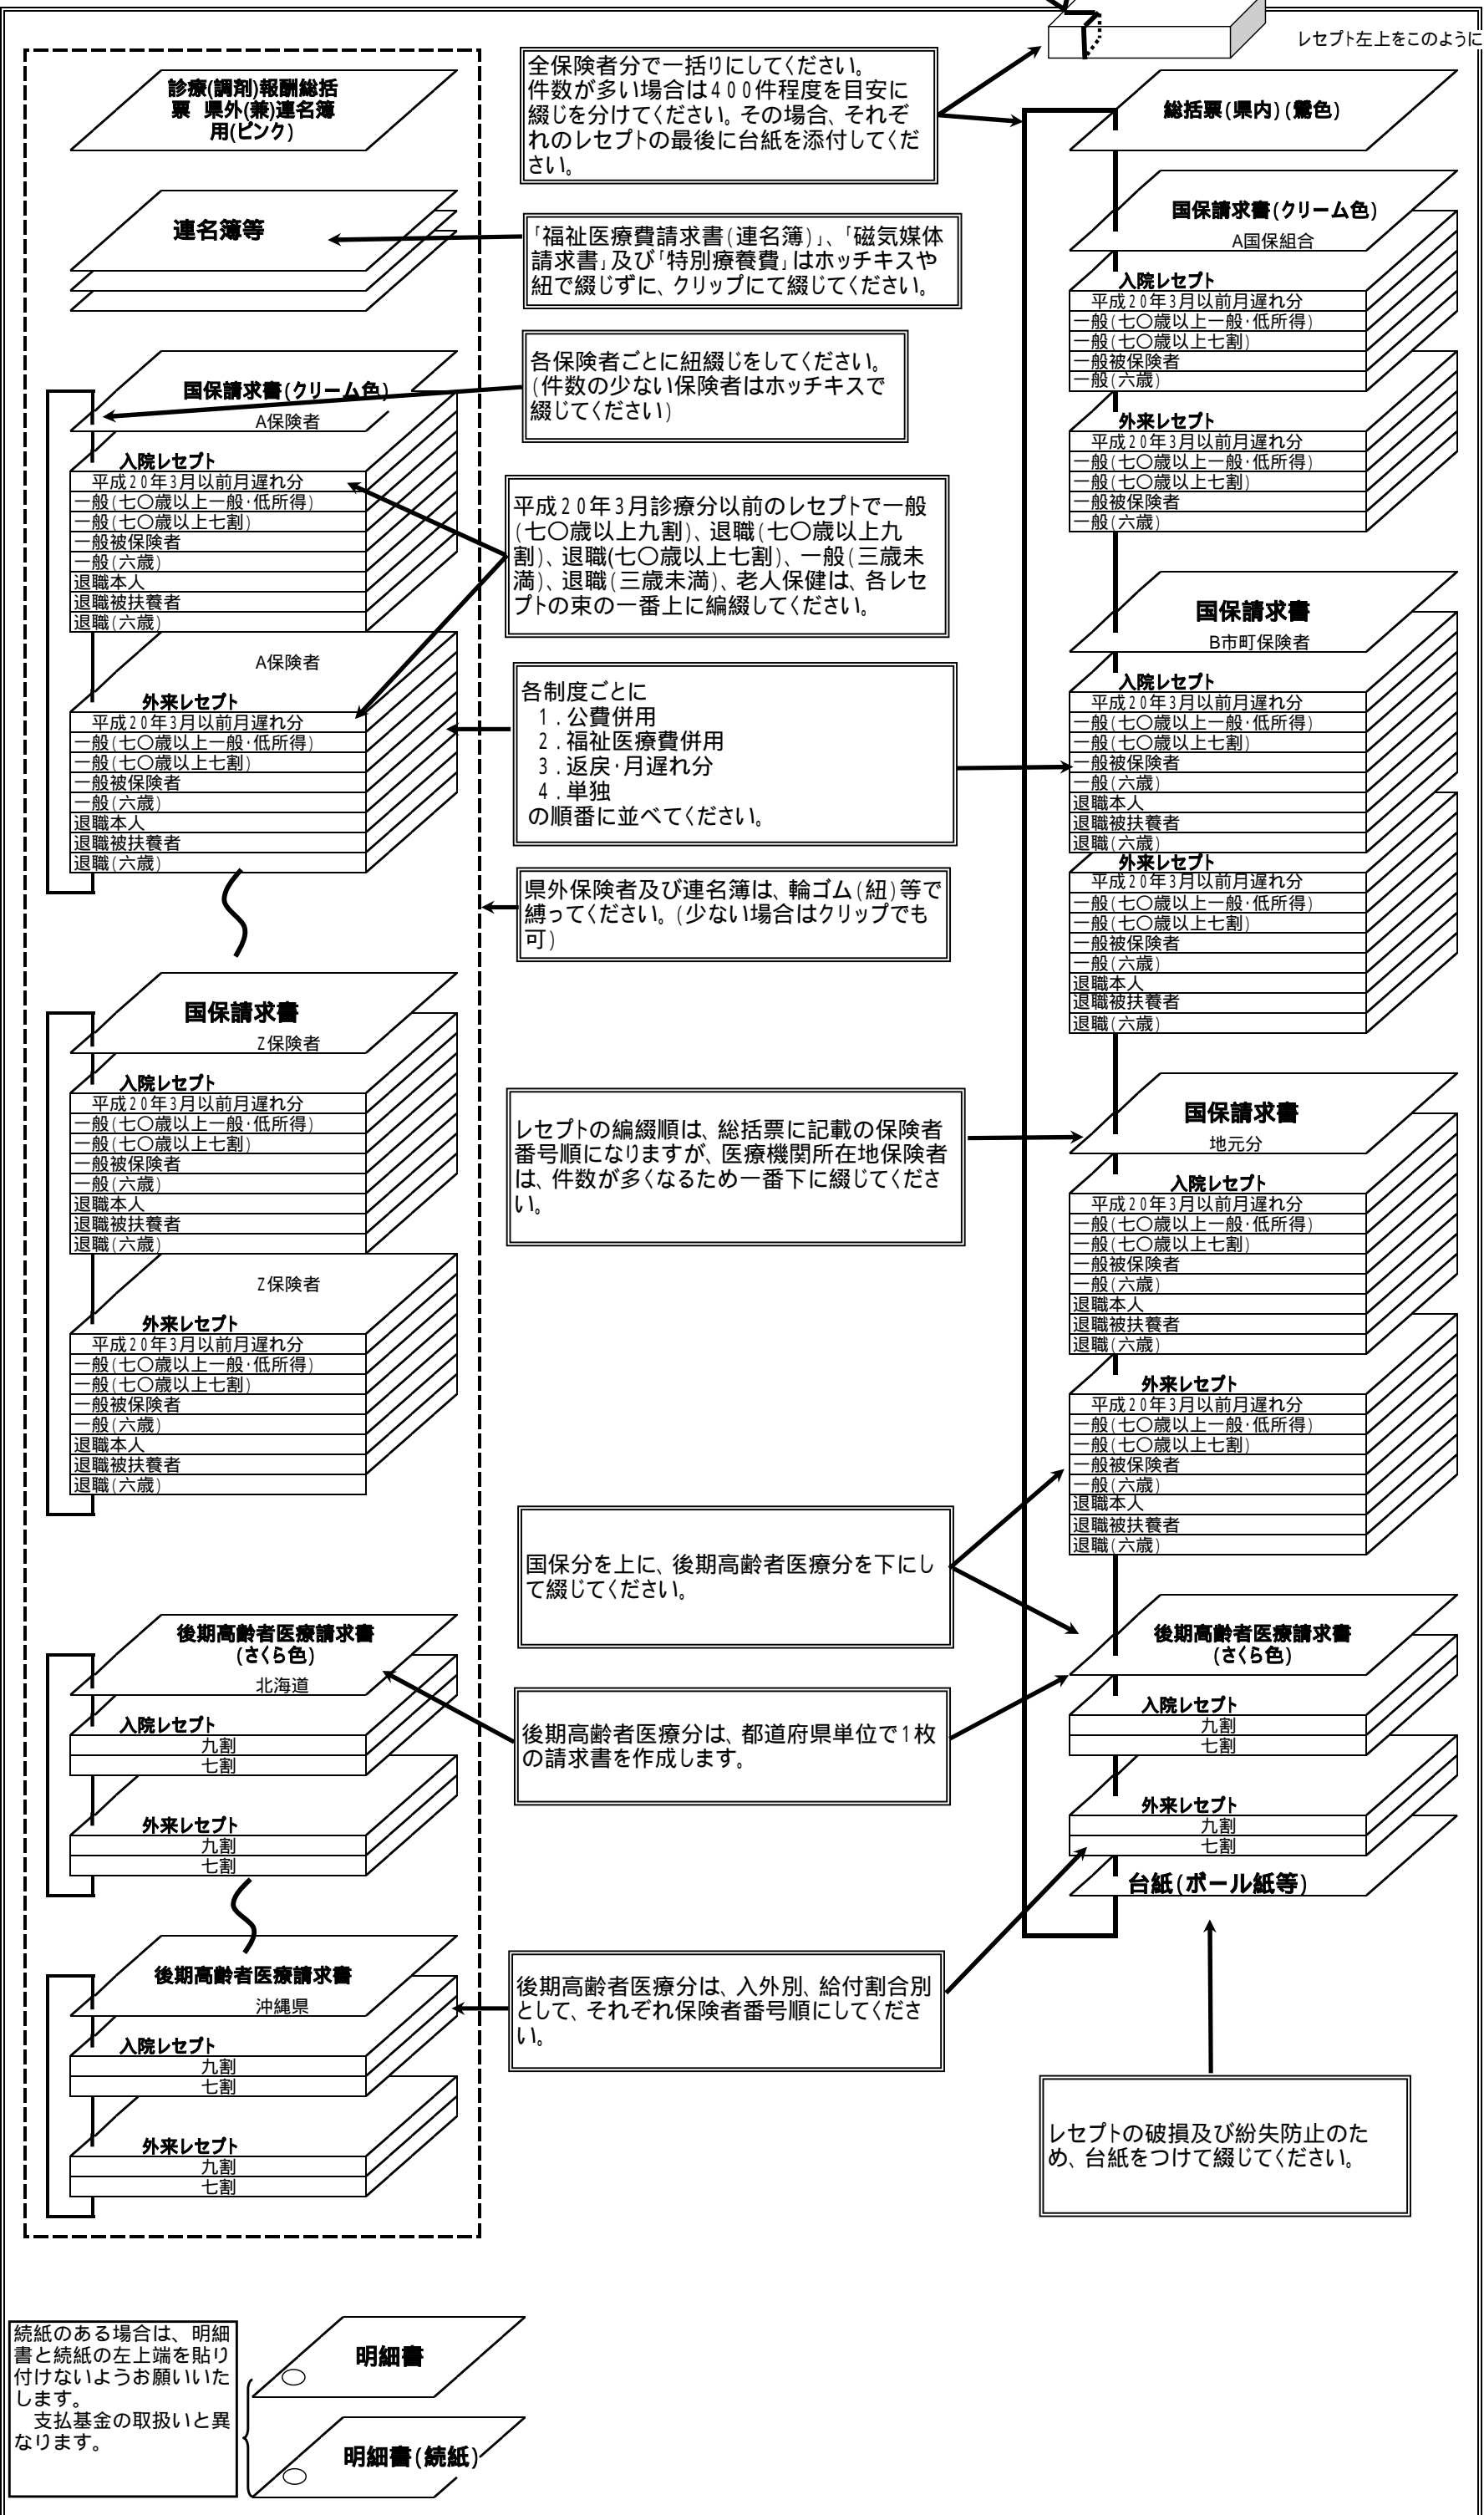 レセプト左上をこのように
診療(調剤)報酬総括
票　県外(兼)連名簿
用(ピンク)
連名簿等
国保請求書(クリーム色)
A保険者
入院レセプト
平成20年3月以前月遅れ分
一般(七〇歳以上一般・低所得)
一般(七〇歳以上七割)
一般被保険者
一般(六歳)
退職本人
退職被扶養者
退職(六歳)
A保険者
外来レセプト
平成20年3月以前月遅れ分
一般(七〇歳以上一般・低所得)
一般(七〇歳以上七割)
一般被保険者
一般(六歳)
退職本人
退職被扶養者
退職(六歳)
国保請求書
Z保険者
入院レセプト
平成20年3月以前月遅れ分
一般(七〇歳以上一般・低所得)
一般(七〇歳以上七割)
一般被保険者
一般(六歳)
退職本人
退職被扶養者
退職(六歳)
Z保険者
外来レセプト
平成20年3月以前月遅れ分
一般(七〇歳以上一般・低所得)
一般(七〇歳以上七割)
一般被保険者
一般(六歳)
退職本人
退職被扶養者
退職(六歳)
後期高齢者医療請求書
(さくら色)
北海道
入院レセプト
九割
七割
外来レセプト
九割
七割
後期高齢者医療請求書
沖縄県
入院レセプト
九割
七割
外来レセプト
九割
七割
全保険者分で一括りにしてください。
件数が多い場合は400件程度を目安に
綴じを分けてください。その場合、それぞ
れのレセプトの最後に台紙を添付してくだ
さい。
「福祉医療費請求書(連名簿)」、「磁気媒体
請求書」及び「特別療養費」はホッチキスや
紐で綴じずに、クリップにて綴じてください。
各保険者ごとに紐綴じをしてください。
(件数の少ない保険者はホッチキスで
綴じてください)
平成20年3月診療分以前のレセプトで一般
(七〇歳以上九割)、退職(七〇歳以上九
割)、退職(七〇歳以上七割)、一般(三歳未
満)、退職(三歳未満)、老人保健は、各レセ
プトの束の一番上に編綴してください。
各制度ごとに
1.公費併用
2.福祉医療費併用
3.返戻・月遅れ分
4.単独
の順番に並べてください。
県外保険者及び連名簿は、輪ゴム(紐)等で
縛ってください。(少ない場合はクリップでも
可)
レセプトの編綴順は、総括票に記載の保険者
番号順になりますが、医療機関所在地保険者
は、件数が多くなるため一番下に綴じてくださ
い。
国保分を上に、後期高齢者医療分を下にし
て綴じてください。
後期高齢者医療分は、都道府県単位で1枚
の請求書を作成します。
後期高齢者医療分は、入外別、給付割合別
として、それぞれ保険者番号順にしてくださ
い。
総括票(県内)(鶯色)
国保請求書(クリーム色)
A国保組合
入院レセプト
平成20年3月以前月遅れ分
一般(七〇歳以上一般・低所得)
一般(七〇歳以上七割)
一般被保険者
一般(六歳)
外来レセプト
平成20年3月以前月遅れ分
一般(七〇歳以上一般・低所得)
一般(七〇歳以上七割)
一般被保険者
一般(六歳)
国保請求書
B市町保険者
入院レセプト
平成20年3月以前月遅れ分
一般(七〇歳以上一般・低所得)
一般(七〇歳以上七割)
一般被保険者
一般(六歳)
退職本人
退職被扶養者
退職(六歳)
外来レセプト
平成20年3月以前月遅れ分
一般(七〇歳以上一般・低所得)
一般(七〇歳以上七割)
一般被保険者
一般(六歳)
退職本人
退職被扶養者
退職(六歳)
国保請求書
地元分
入院レセプト
平成20年3月以前月遅れ分
一般(七〇歳以上一般・低所得)
一般(七〇歳以上七割)
一般被保険者
一般(六歳)
退職本人
退職被扶養者
退職(六歳)
外来レセプト
平成20年3月以前月遅れ分
一般(七〇歳以上一般・低所得)
一般(七〇歳以上七割)
一般被保険者
一般(六歳)
退職本人
退職被扶養者
退職(六歳)
後期高齢者医療請求書
(さくら色)
入院レセプト
九割
七割
外来レセプト
九割
七割
台紙(ボール紙等)
レセプトの破損及び紛失防止のた
め、台紙をつけて綴じてください。
続紙のある場合は、明細
書と続紙の左上端を貼り
付けないようお願いいた
します。
　支払基金の取扱いと異
なります。
明細書
明細書(続紙)